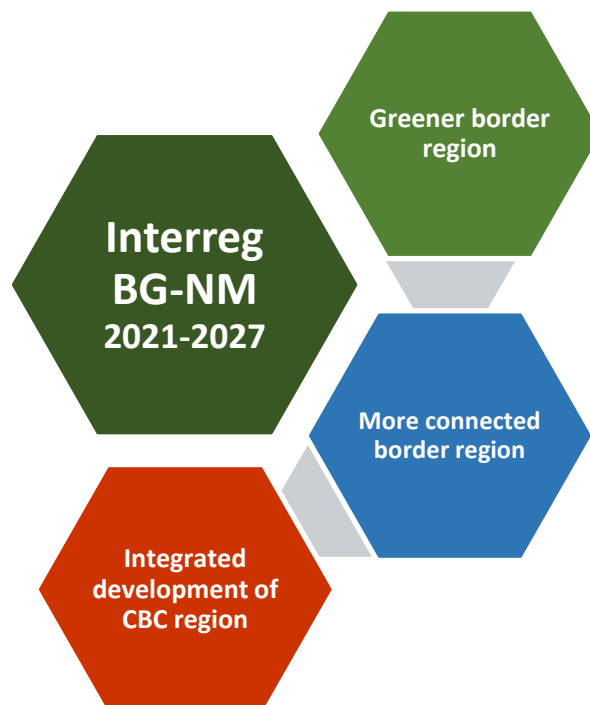 Interreg
BG-NM
2021-2027
Greener border
region
More connected
border region
Integrated
development of
CBC region